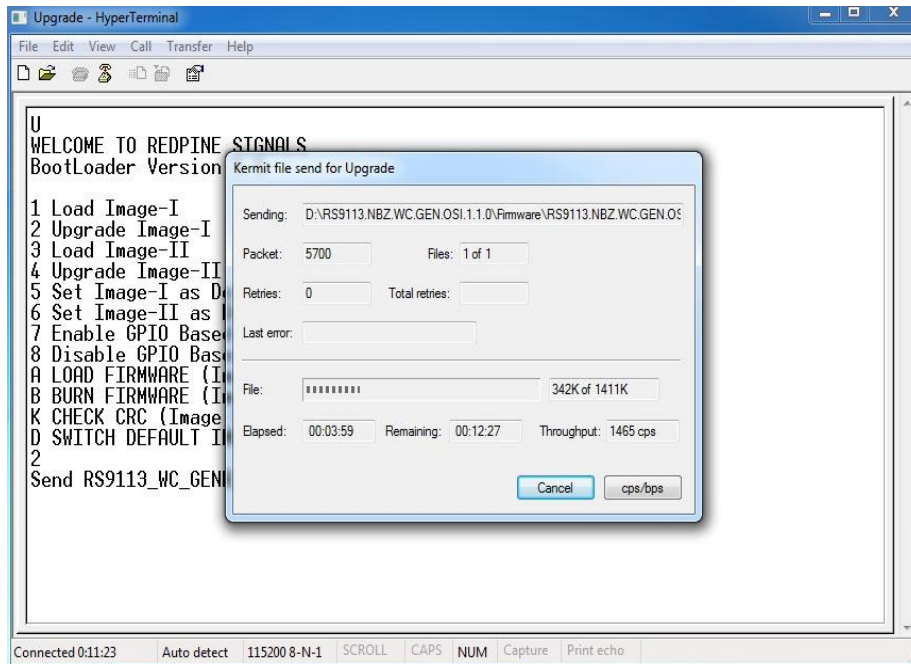 Upgrade - HyperTerminal
File Edit View Call Transfer Help
U
WELCOME TO REDPINE SIGNALS
BootLoader Version
1 Load Image-I
2 Upgrade Image-I
3 Load Image-II
4 Upgrade Image-II
5 Set Image-I as D
6 Set Image-II as
7 Enable GPIO Base
8 Disable GPIO Bas
A LOAD FIRMWARE (I
B BURN FIRMWARE (I
K CHECK CRC (Image
D SWITCH DEFAULT I
2
Send RS9113_WC_GEN
Kermit file send for Upgrade
Sending: D:\RS9113.NBZ.WC.GEN.OSI.1.1.0\Firmware\RS9113.NBZ.WC.GEN.OS
Packet: 5700 Files: 1 of 1
Retries: 0 Total retries:
Last error:
File: 342K of 1411K
Elapsed: 00:03:59 Remaining: 00:12:27 Throughput: 1465 cps
Cancel cps/bps
Connected 0:11:23 Auto detect 115200 8-N-1 SCROLL CAPS NUM Capture Print echo